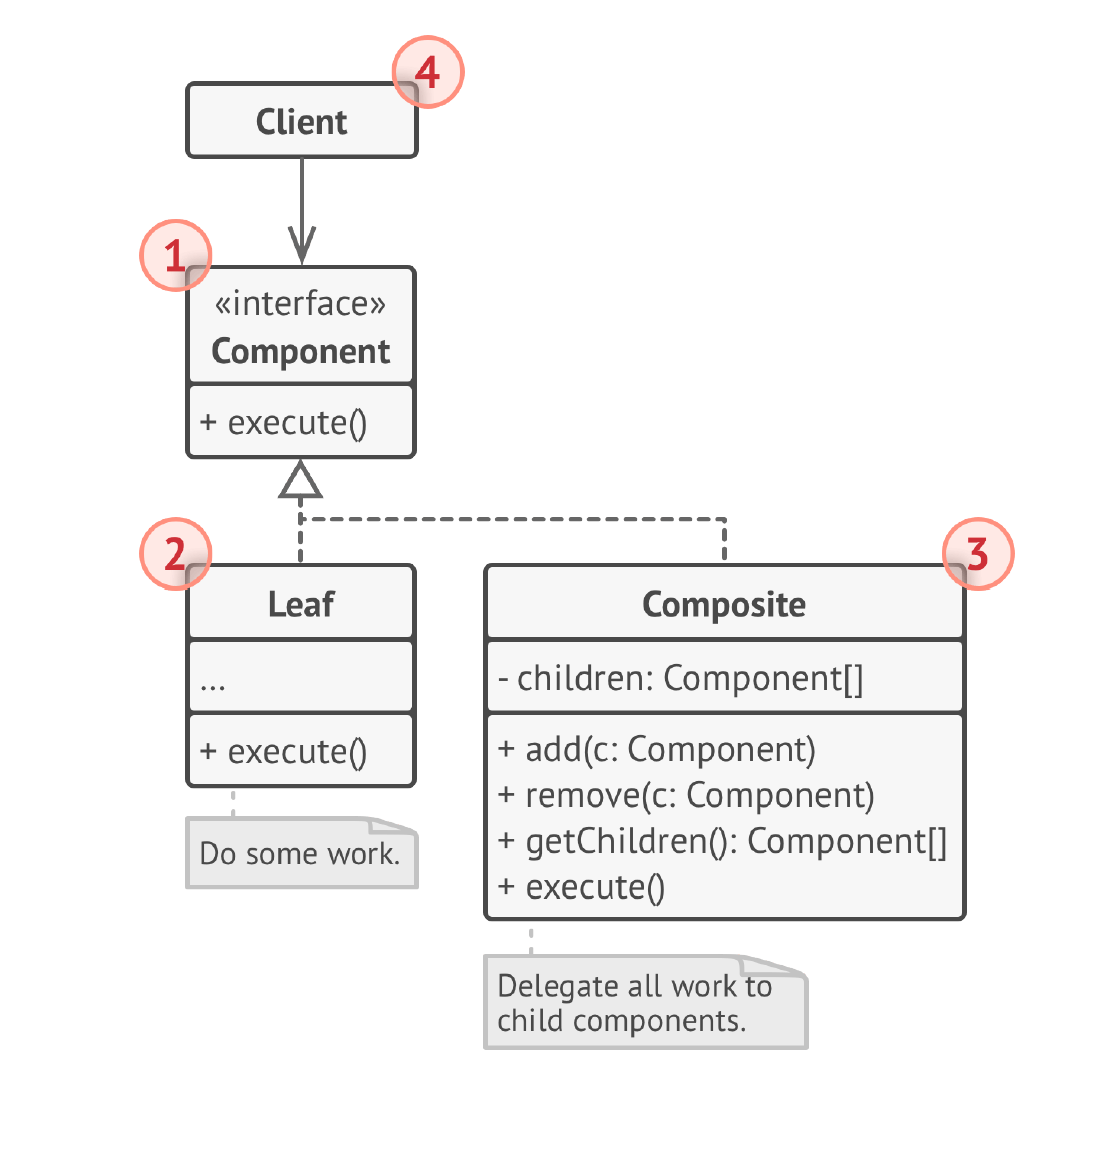 4
Client
1
«interface»
Component
+ execute()
2
Leaf
...
+ execute()
Do some work.
3
Composite
- children: Component[]
+ add(c: Component)
+ remove(c: Component)
+ getChildren(): Component[]
+ execute()
Delegate all work to
child components.